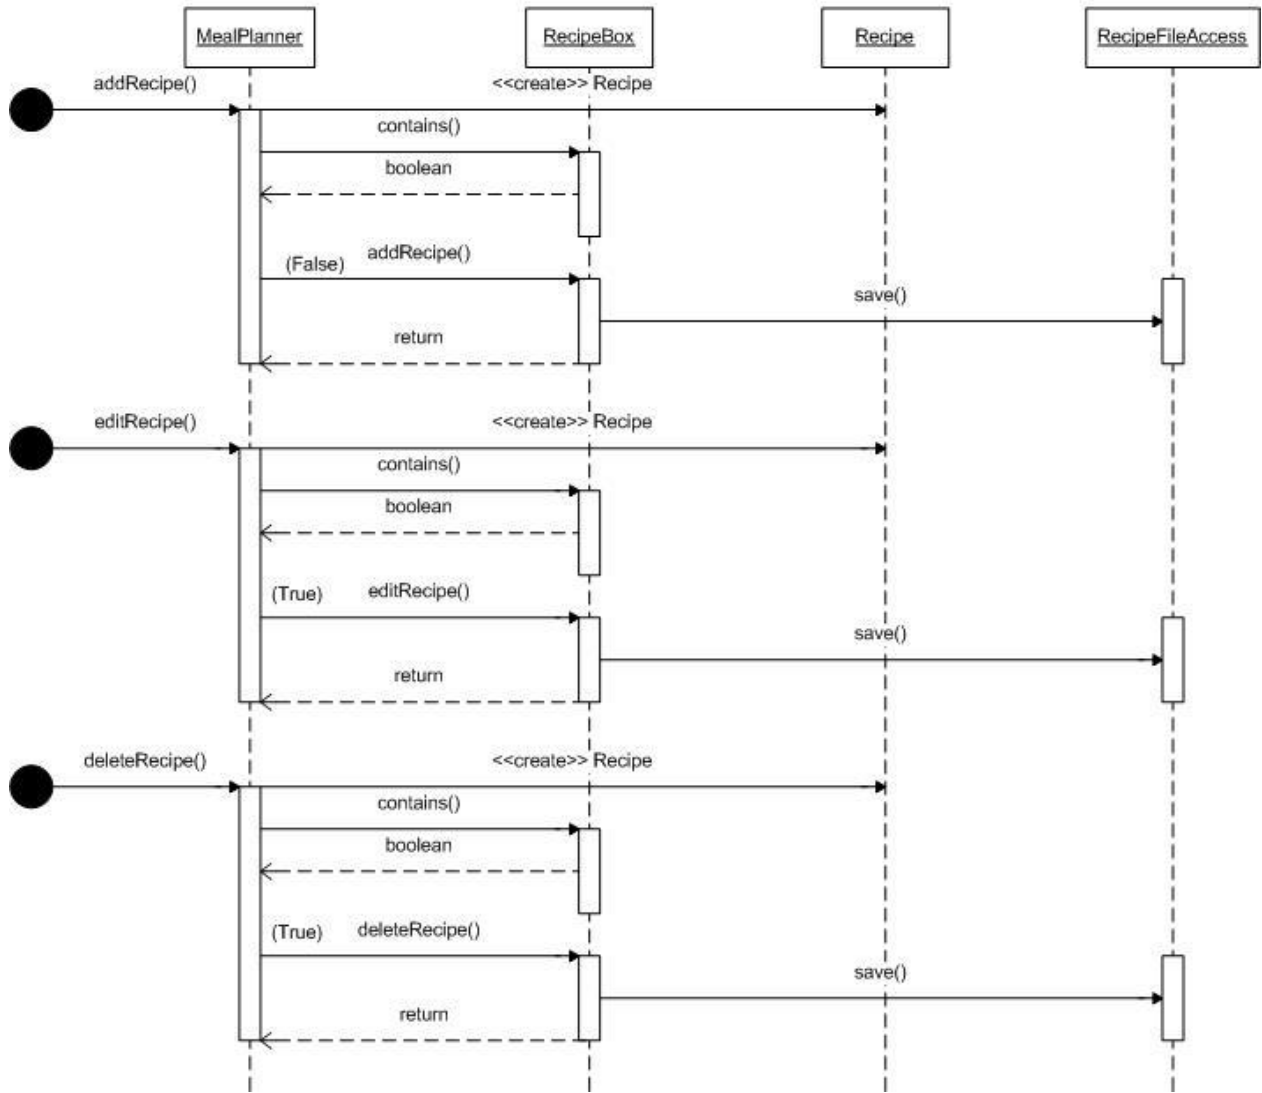 MealPlanner
RecipeBox
Recipe
RecipeFileAccess
addRecipe()
<<create>> Recipe
contains()
boolean
(False)
addRecipe()
save()
return
editRecipe()
<<create>> Recipe
contains()
boolean
(True)
editRecipe()
save()
return
deleteRecipe()
<<create>> Recipe
contains()
boolean
(True)
deleteRecipe()
save()
return